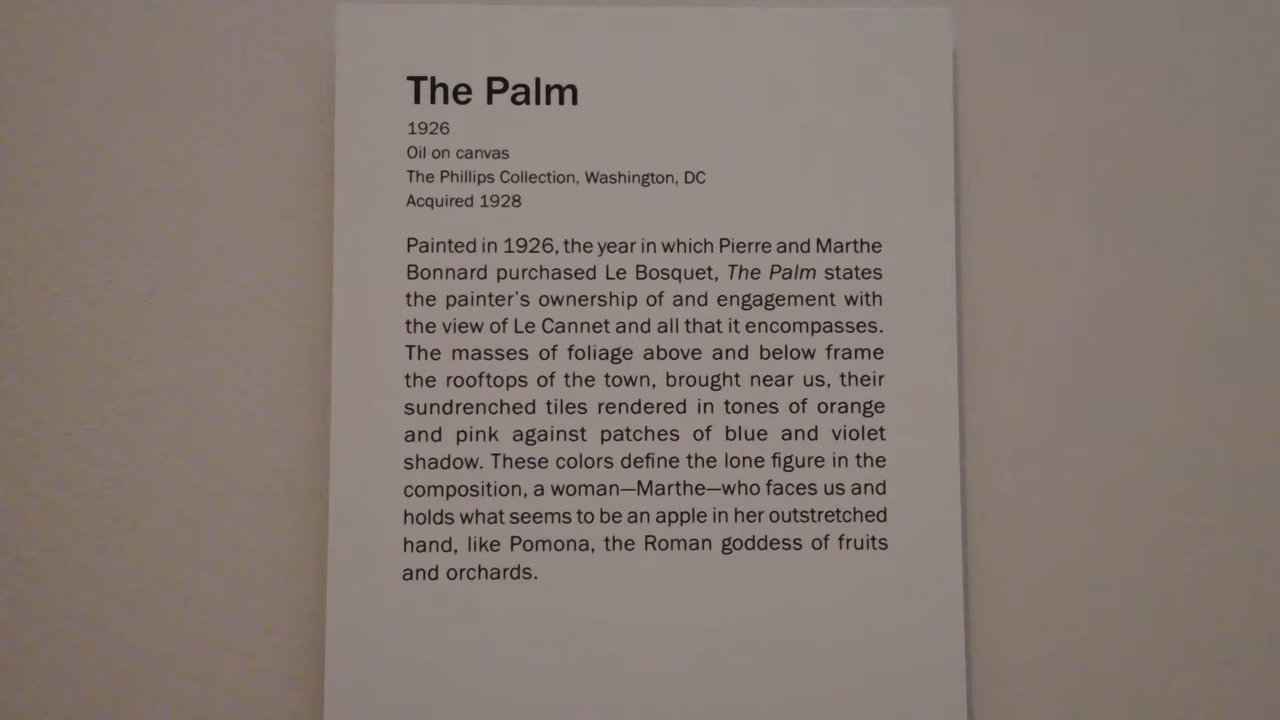 The Palm
1926
Oil on canvas
The Phillips Collection, Washington, DC
Acquired 1928
Painted in 1926, the year in which Pierre and Marthe
Bonnard purchased Le Bosquet, The Palm states
the painter's ownership of and engagement with
the view of Le Cannet and all that it encompasses.
The masses of foliage above and below frame
the rooftops of the town, brought near us, their
sundrenched tiles rendered in tones of orange
and pink against patches of blue and violet
shadow. These colors define the lone figure in the
composition, a woman—Marthe—who faces us and
holds what seems to be an apple in her outstretched
hand, like Pomona, the Roman goddess of fruits
and orchards.